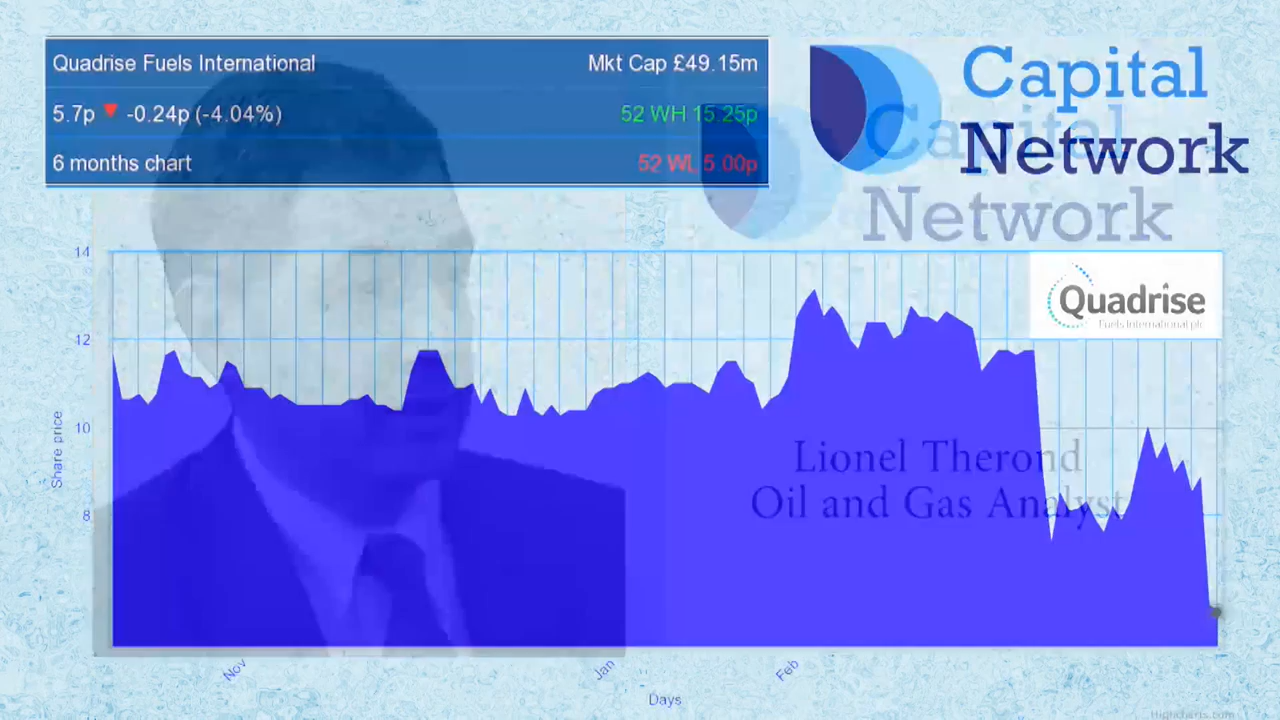 Quadrise Fuels International
Mkt Cap £49.15m
5.7p ▼ -0.24p (-4.04%)
52 WH 15.25p
6 months chart
52 WL 5.00p
Capital
Network
Capital
Network
14
12
10
8
Share price
Quadrise
Fuels International plc
Lionel Therond
Oil and Gas Analyst
Nov
Jan
Feb
Days
Highcharts.com